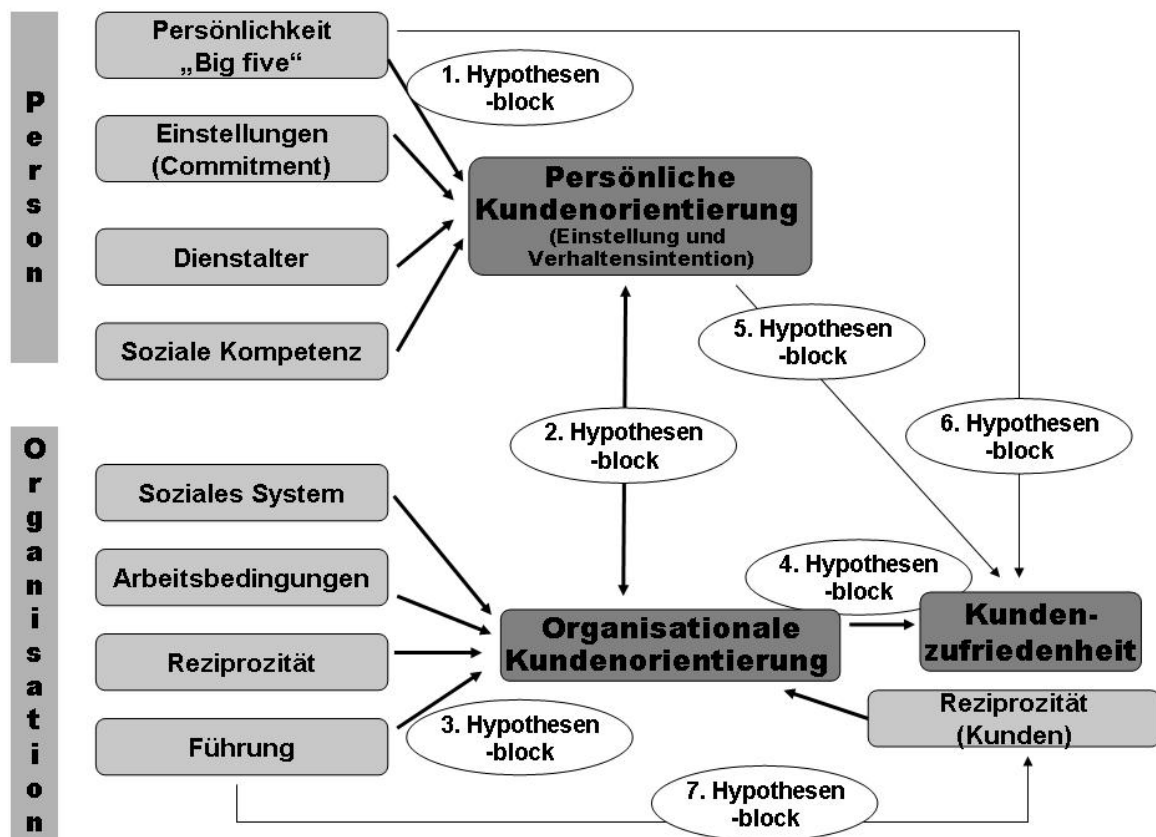 Person
Persönlichkeit
„Big five“
Einstellungen
(Commitment)
Dienstalter
Soziale Kompetenz
1. Hypothesen
-block
Persönliche
Kundenorientierung
(Einstellung und
Verhaltensintention)
5. Hypothesen
-block
2. Hypothesen
-block
6. Hypothesen
-block
Organisation
Soziales System
Arbeitsbedingungen
Reziprozität
Führung
4. Hypothesen
-block
Organisationale
Kundenorientierung
Kunden-
zufriedenheit
3. Hypothesen
-block
Reziprozität
(Kunden)
7. Hypothesen
-block